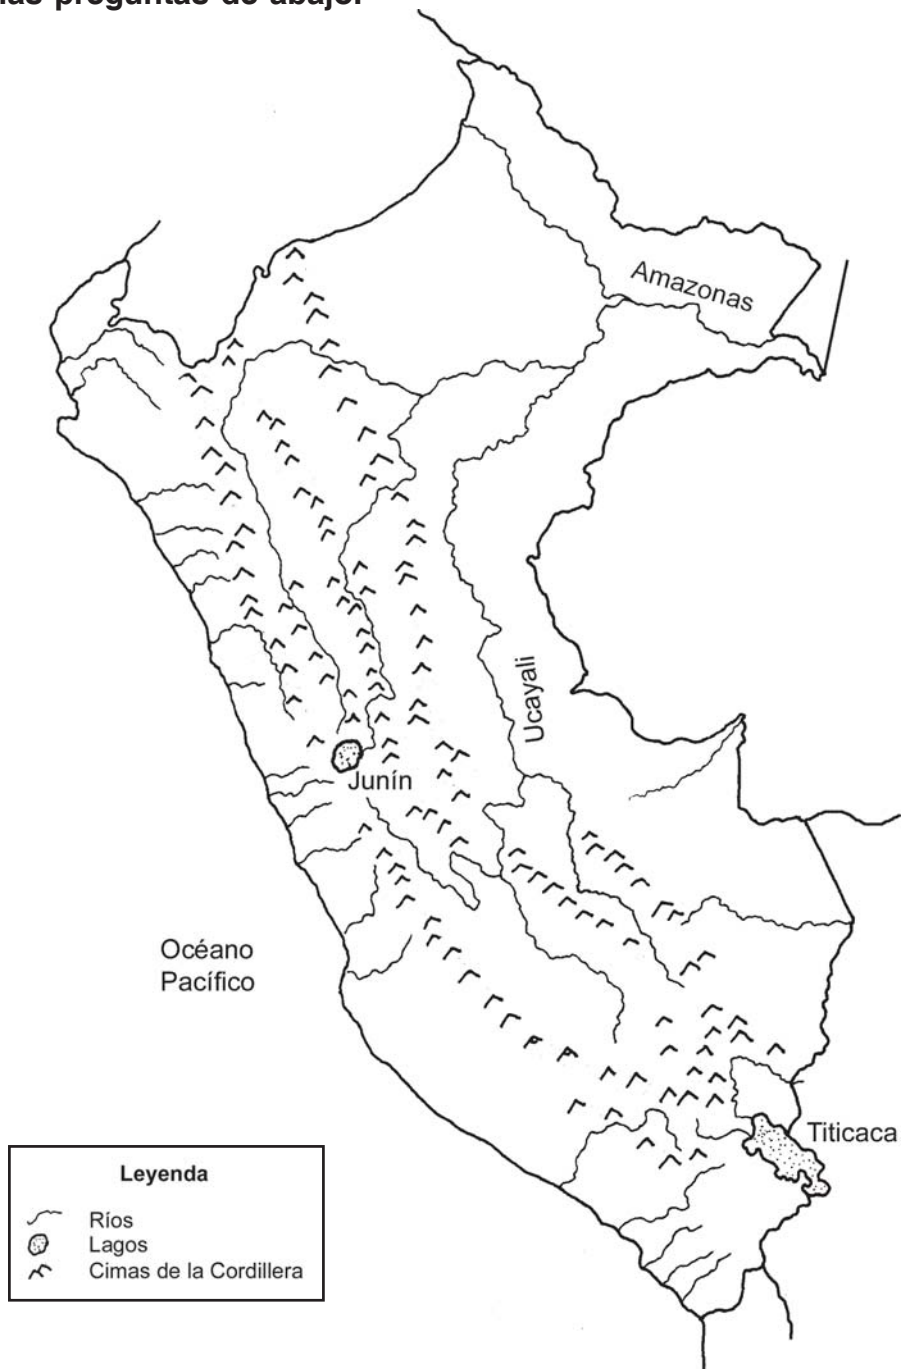 las preguntas de abajo.
Amazonas
Ucayali
Junín
Océano
Pacífico
Titicaca
Leyenda
Ríos
Lagos
Cimas de la Cordillera